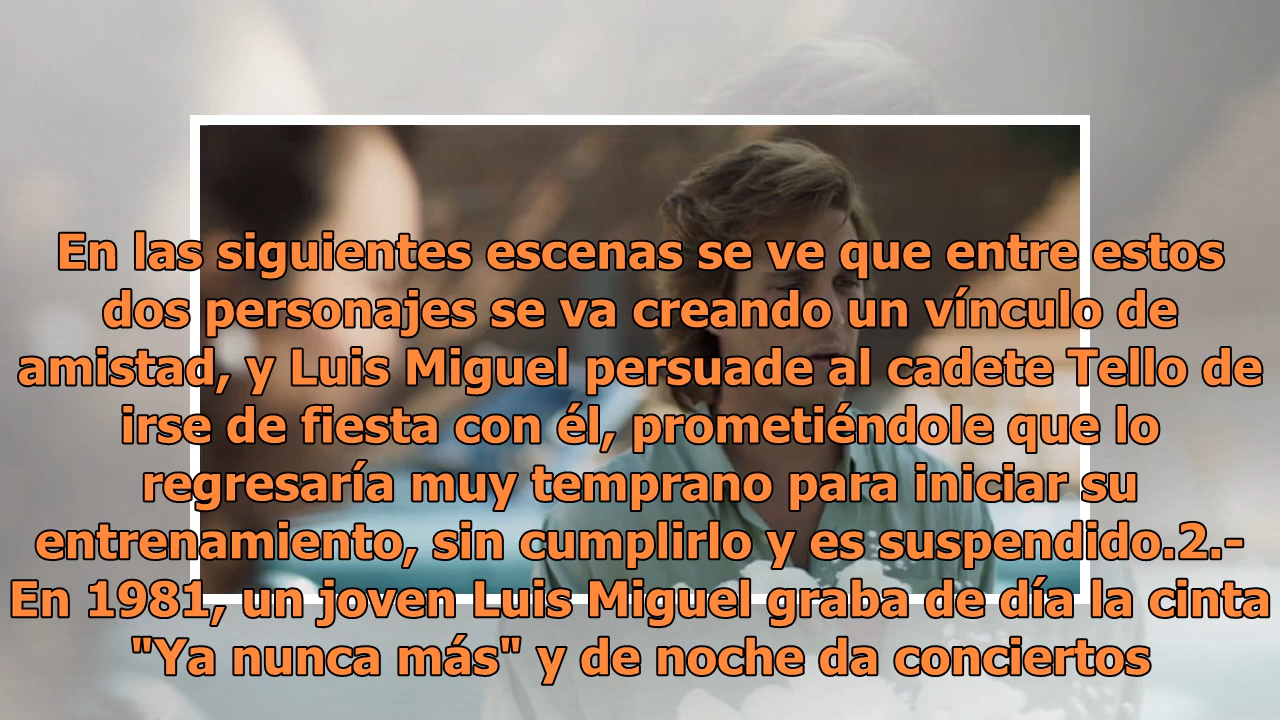 En las siguientes escenas se ve que entre estos
dos personajes se va creando un vínculo de
amistad, y Luis Miguel persuade al cadete Tello de
irse de fiesta con él, prometiéndole que lo
regresaría muy temprano para iniciar su
entrenamiento, sin cumplirlo y es suspendido.2.-
En 1981, un joven Luis Miguel graba de día la cinta
"Ya nunca más" y de noche da conciertos